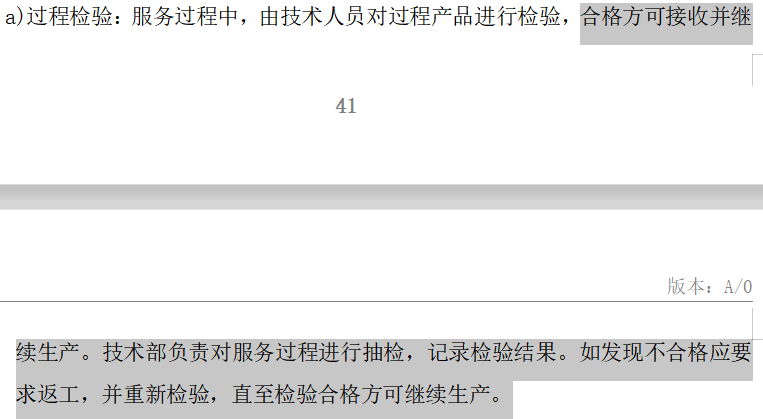 a)过程检验：服务过程中，由技术人员对过程产品进行检验，合格方可接收并继
41
版本：A/0
续生产。技术部负责对服务过程进行抽检，记录检验结果。如发现不合格应要
求返工，并重新检验，直至检验合格方可继续生产。